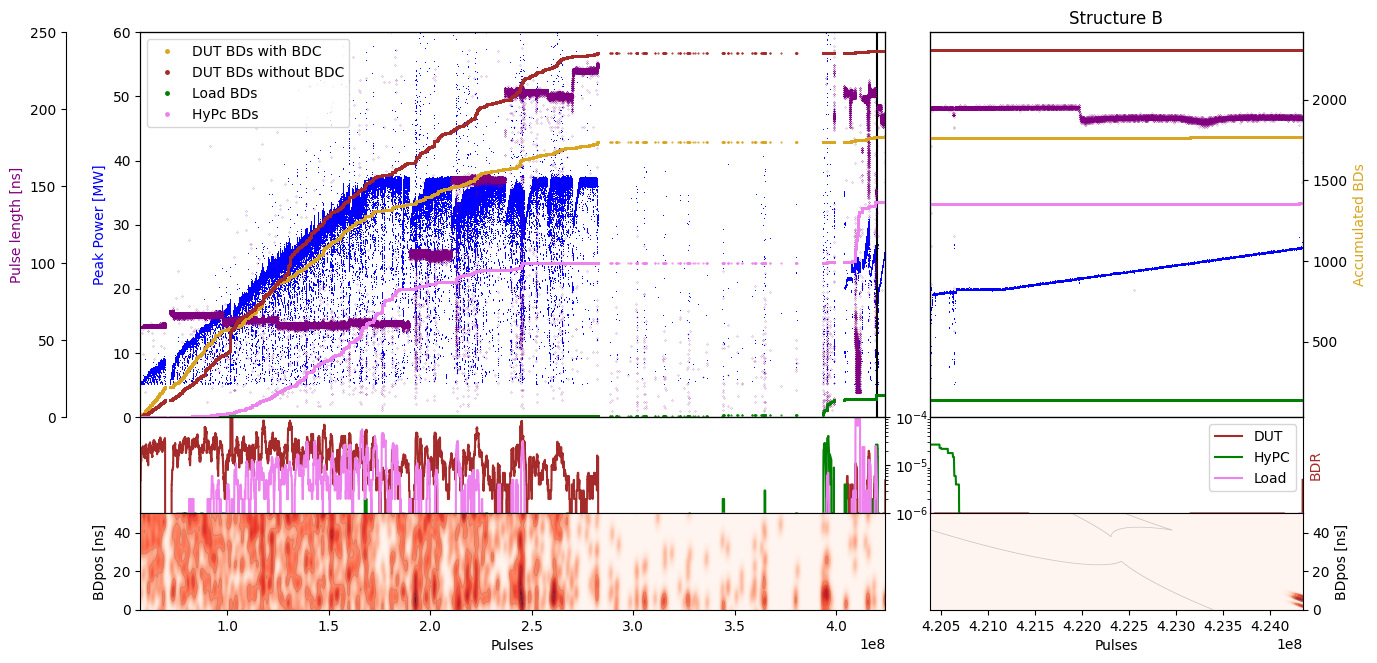 Structure B
250
200
150
100
50
0
Pulse length [ns]
60
50
40
30
20
10
0
Peak Power [MW]
DUT BDs with BDC
DUT BDs without BDC
Load BDs
HyPc BDs
2000
1500
1000
500
Accumulated BDs
10⁻⁴
10⁻⁵
10⁻⁶
DUT
HyPC
Load
BDR
40
20
0
BDpos [ns]
40
20
0
BDpos [ns]
1.0 1.5 2.0 2.5 3.0 3.5 4.0
Pulses 1e8
4.205 4.210 4.215 4.220 4.225 4.230 4.235 4.240
Pulses 1e8